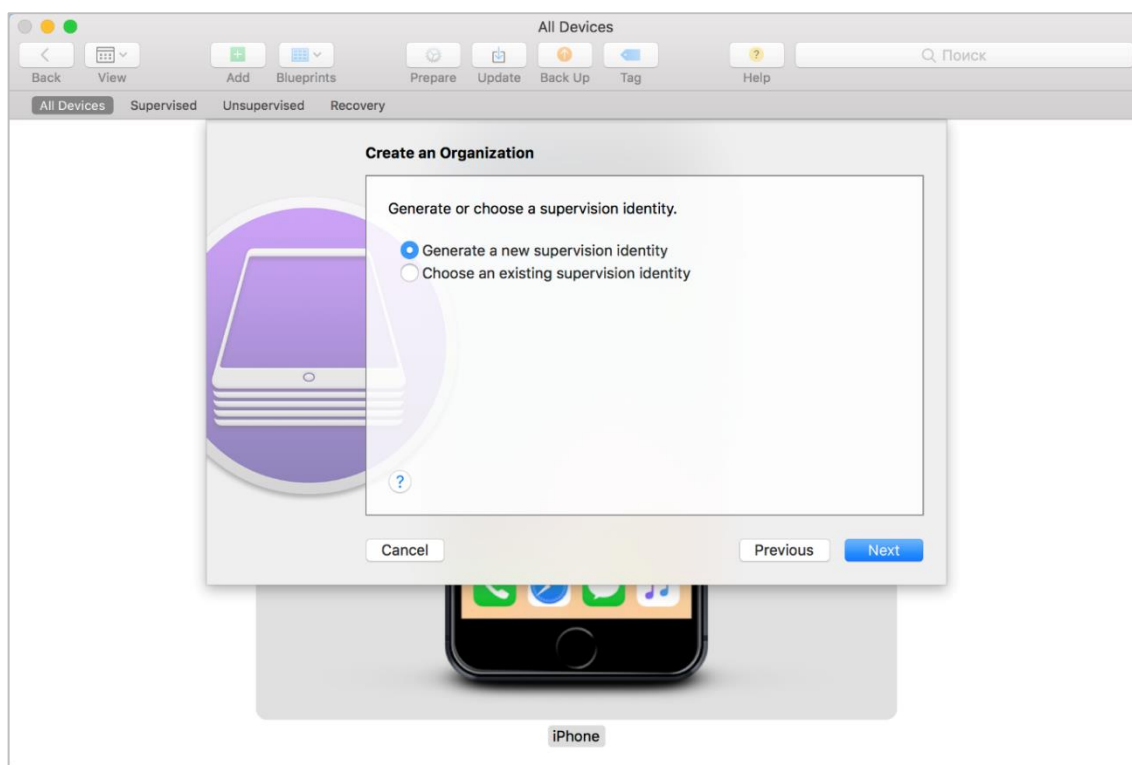 All Devices
Back View Add Blueprints Prepare Update Back Up Tag ? Help Поиск
All Devices Supervised Unsupervised Recovery
Create an Organization
Generate or choose a supervision identity.
Generate a new supervision identity
Choose an existing supervision identity
?
Cancel Previous Next
iPhone